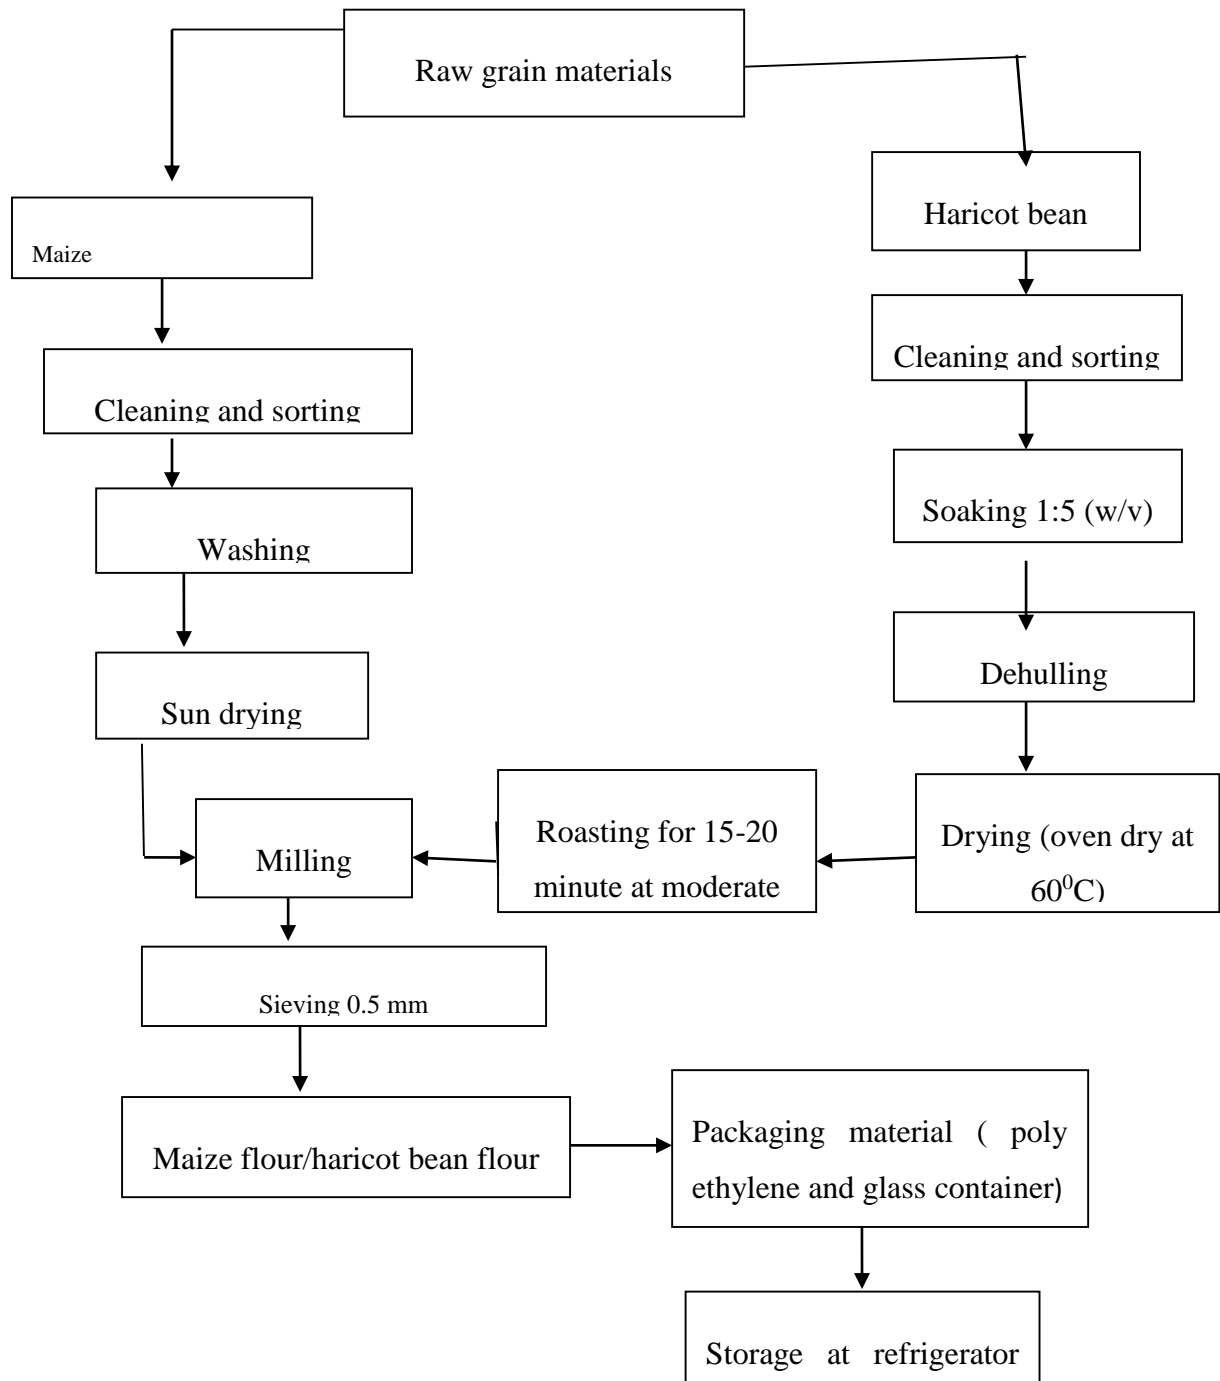 Raw grain materials
Maize
Cleaning and sorting
Washing
Sun drying
Haricot bean
Cleaning and sorting
Soaking 1:5 (w/v)
Dehulling
Drying (oven dry at
60⁰C)
Roasting for 15-20
minute at moderate
Milling
Sieving 0.5 mm
Maize flour/haricot bean flour
Packaging material ( poly
ethylene and glass container)
Storage at refrigerator